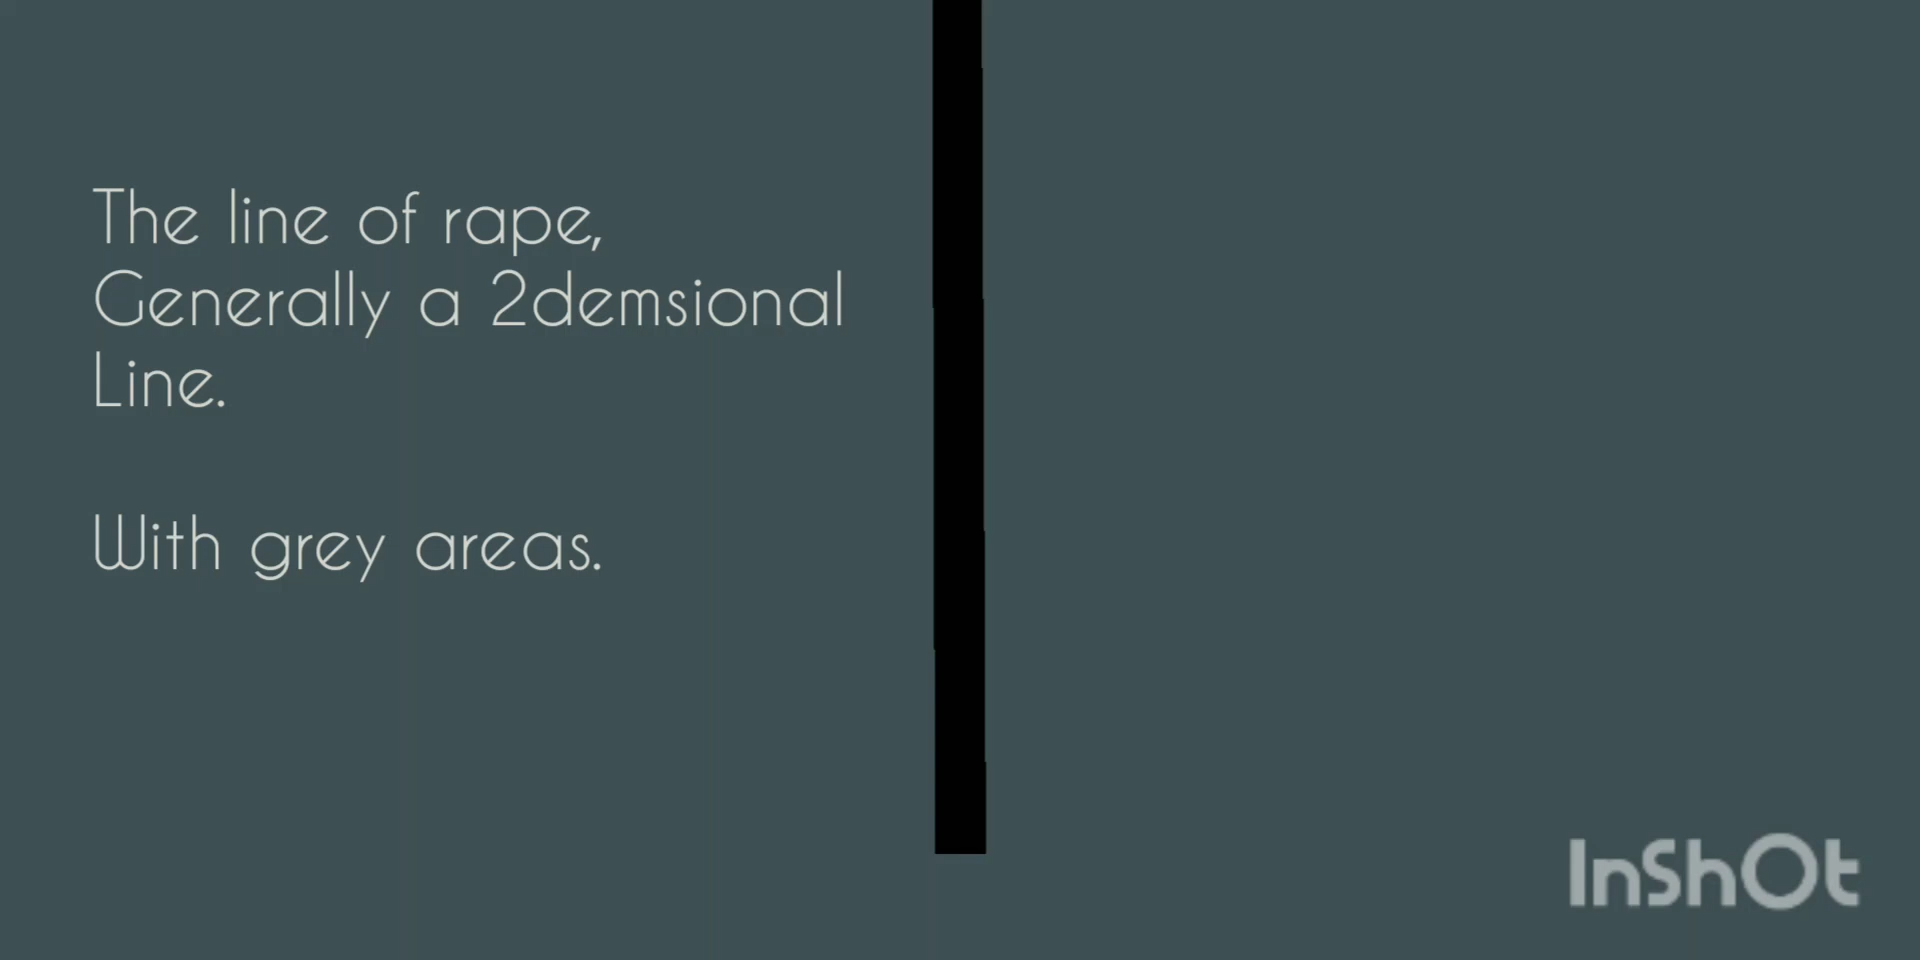 The line of rape,
Generally a 2demsional
Line.
With grey areas.
InShOt